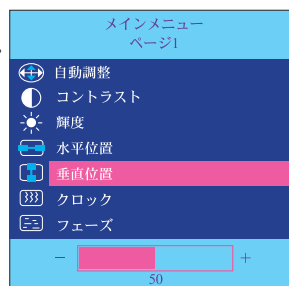 メインメニュー
ページ1
自動調整
コントラスト
輝度
水平位置
垂直位置
クロック
フェーズ
− +
50